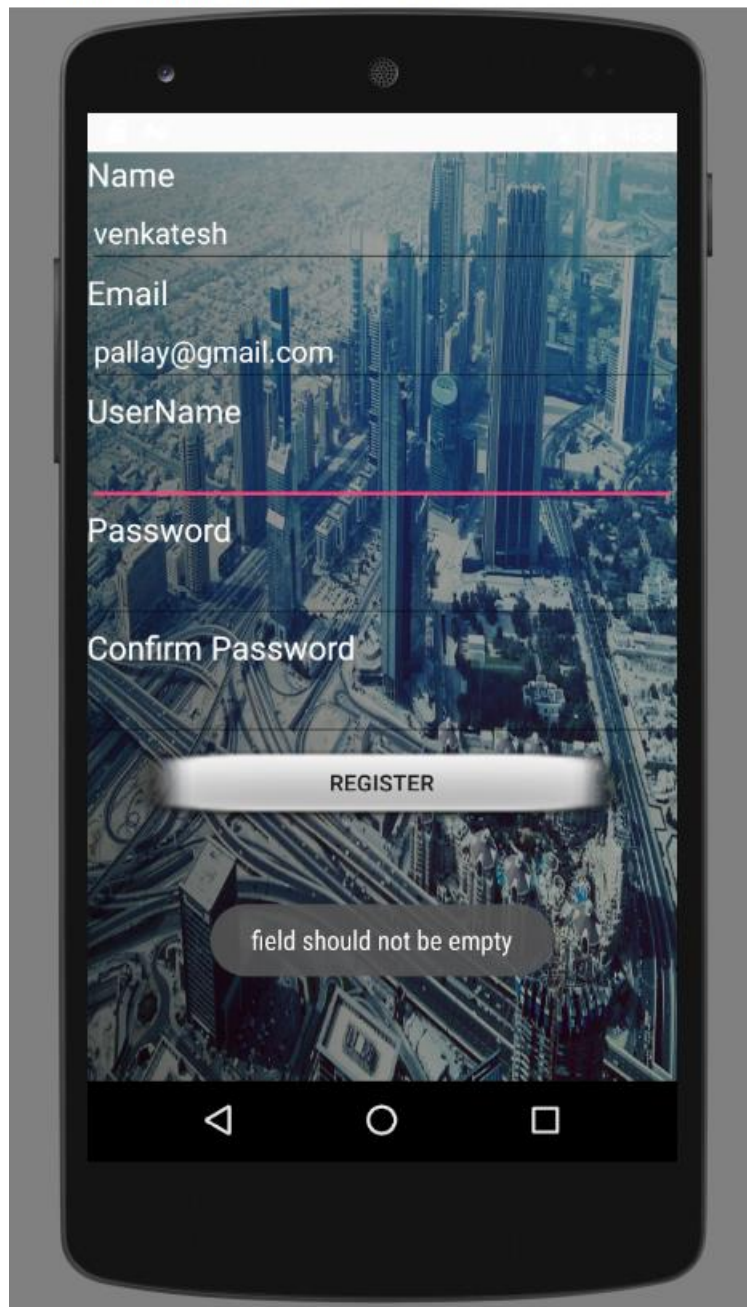 Name
venkatesh
Email
pallay@gmail.com
UserName
Password
Confirm Password
REGISTER
field should not be empty